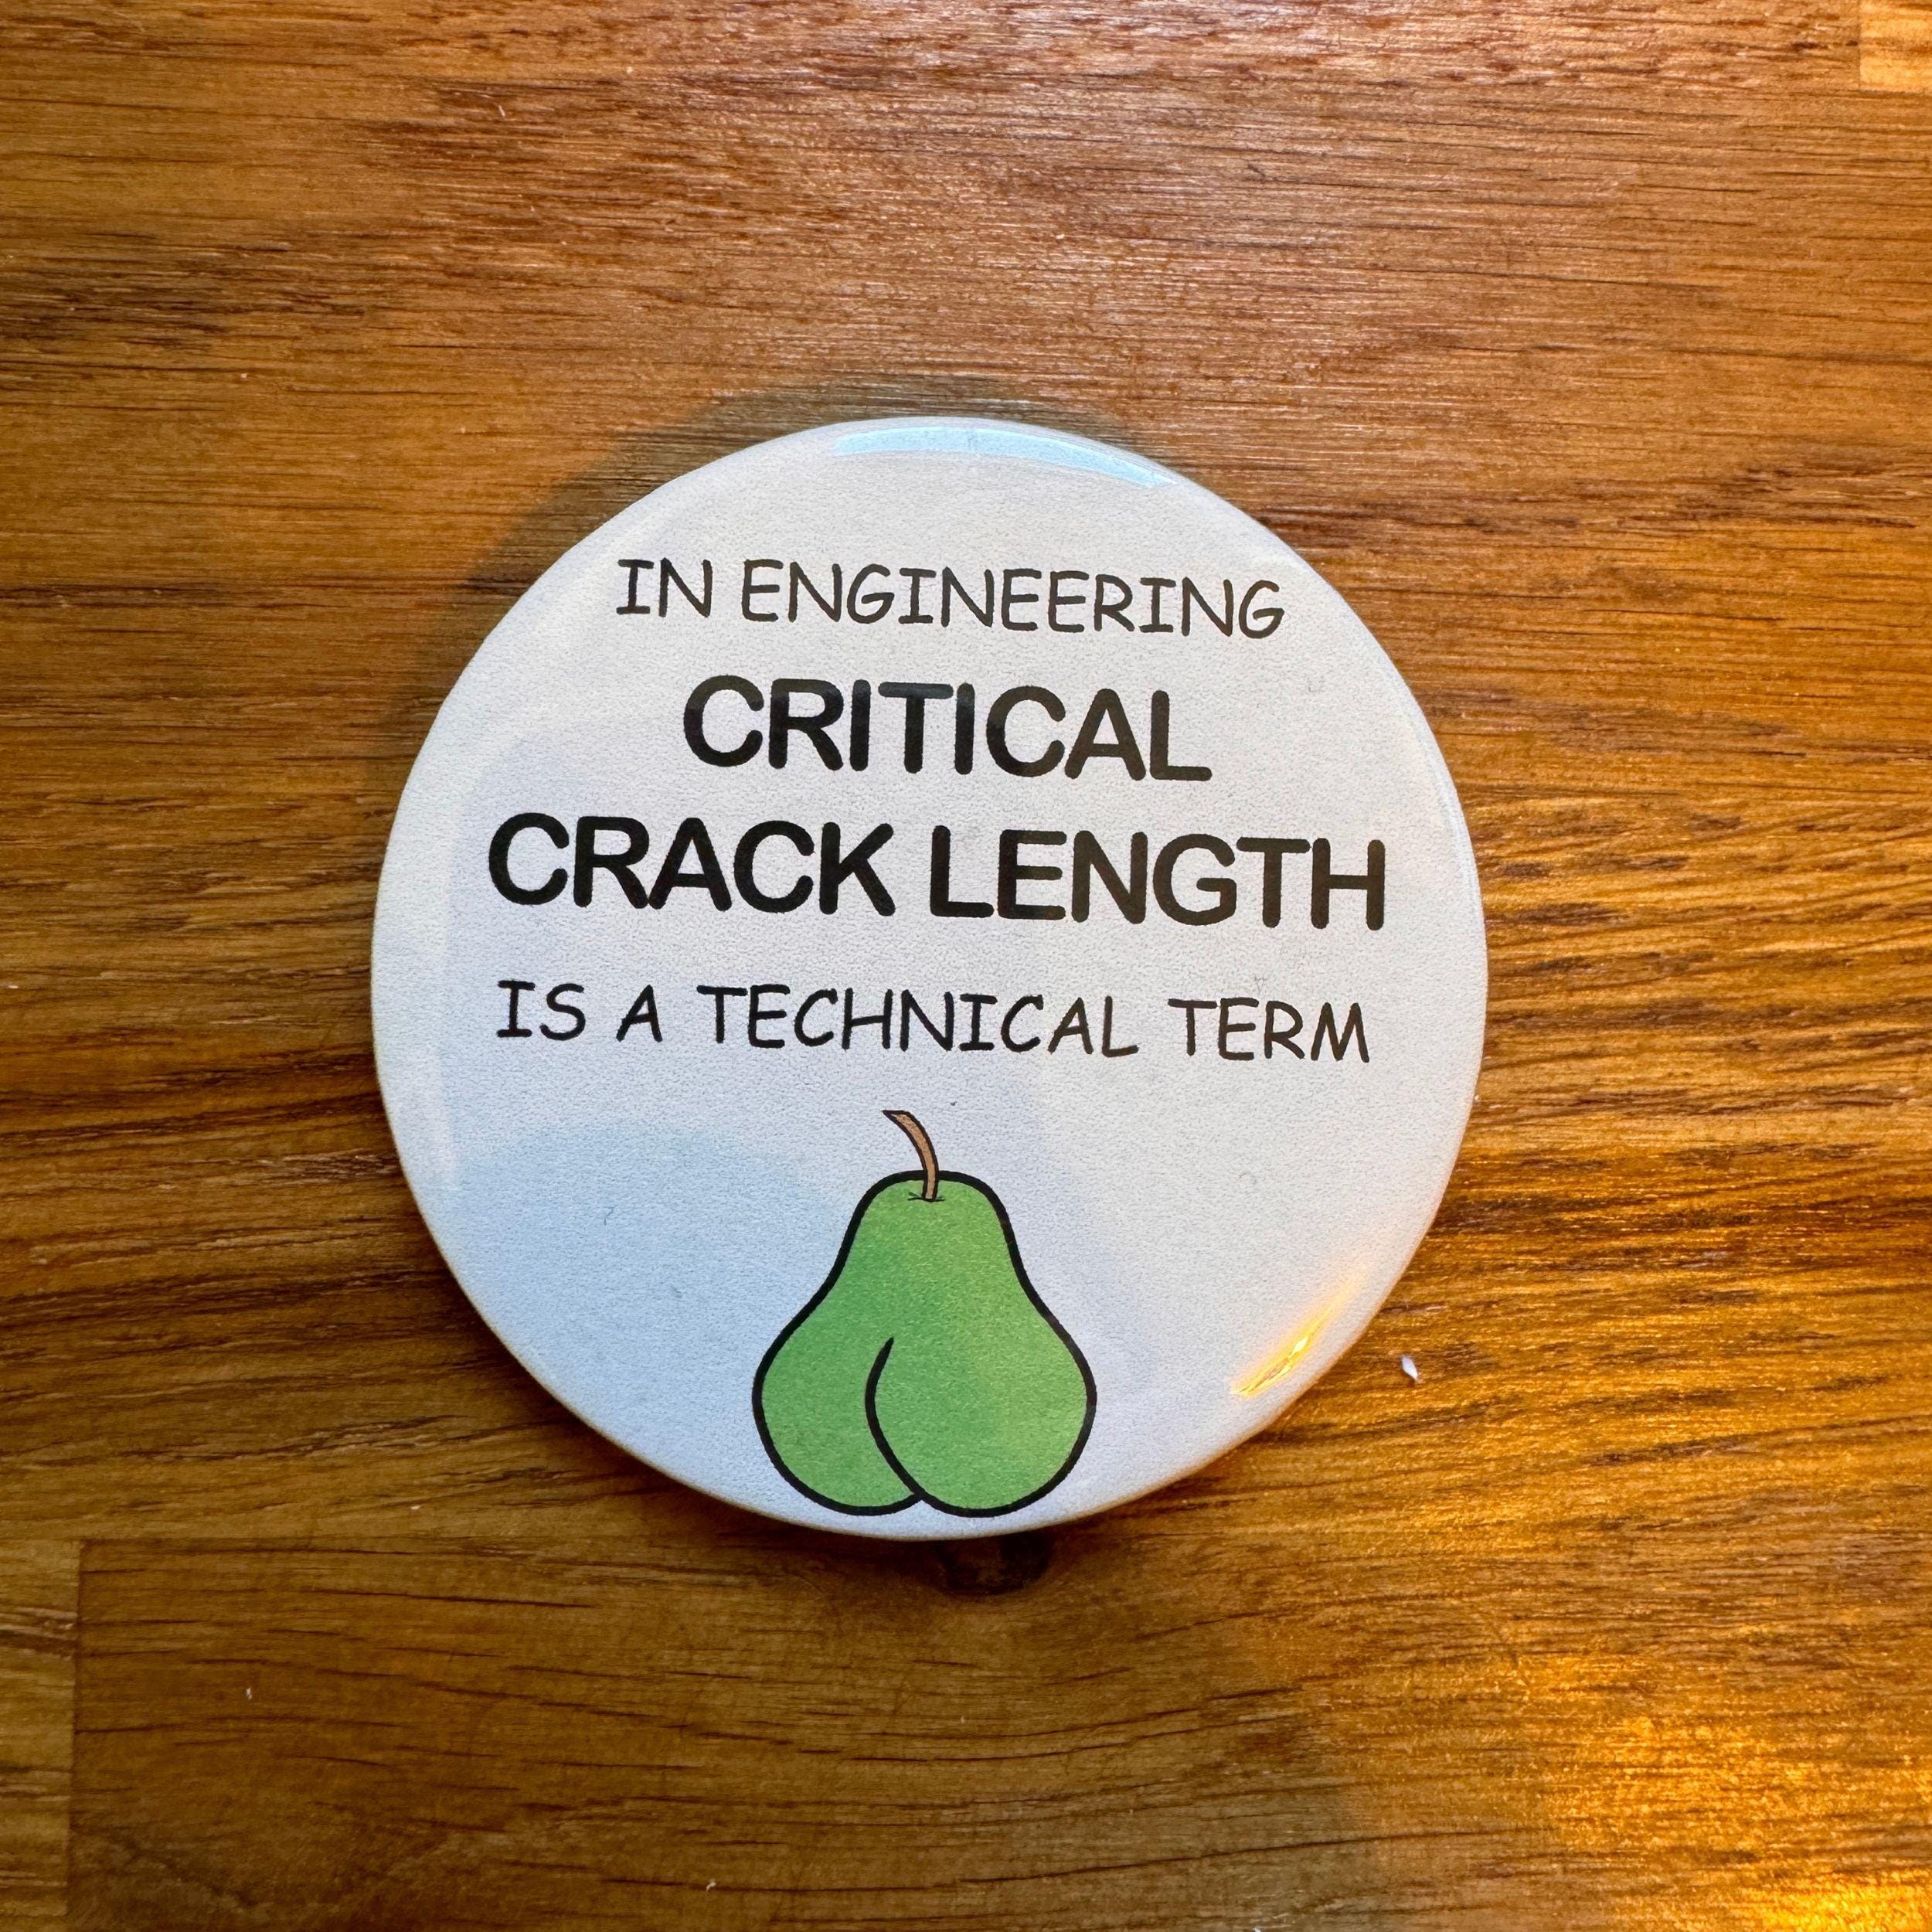 IN ENGINEERING
CRITICAL
CRACK LENGTH
IS A TECHNICAL TERM